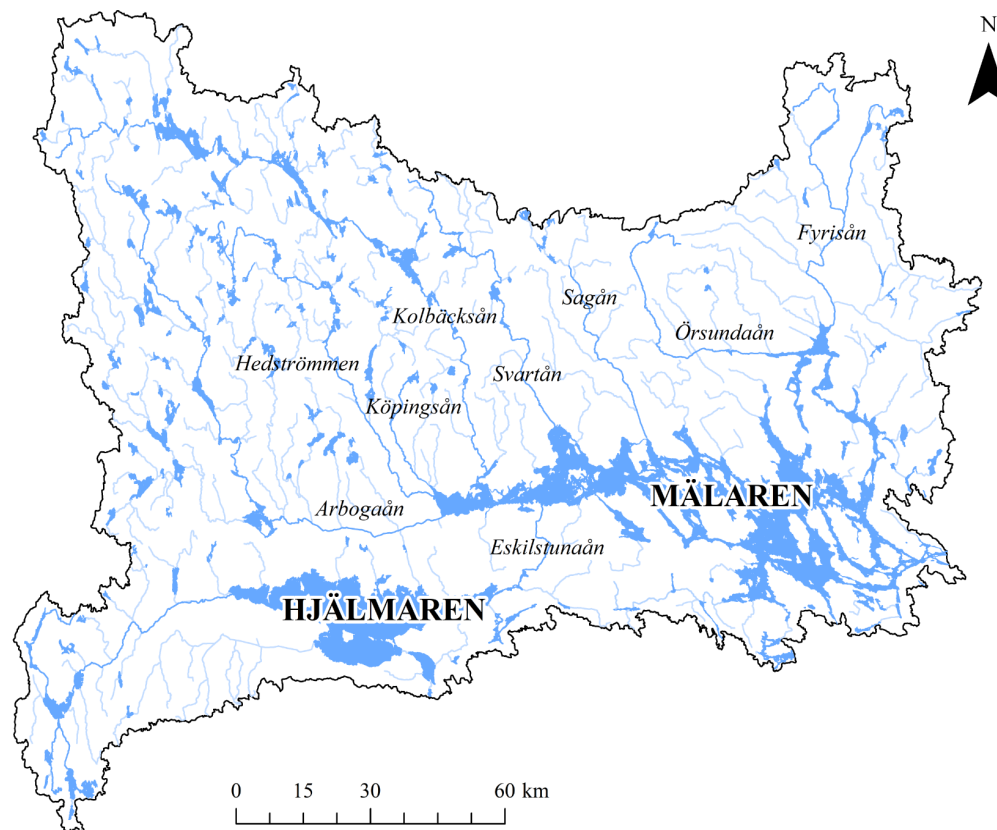 N
Fyrisån
Sagån
Kolbäcksån
Örsundaån
Hedströmmen
Svartån
Köpingsån
MÄLAREN
Arbogaån
Eskilstunaån
HJÄLMAREN
0 15 30 60 km